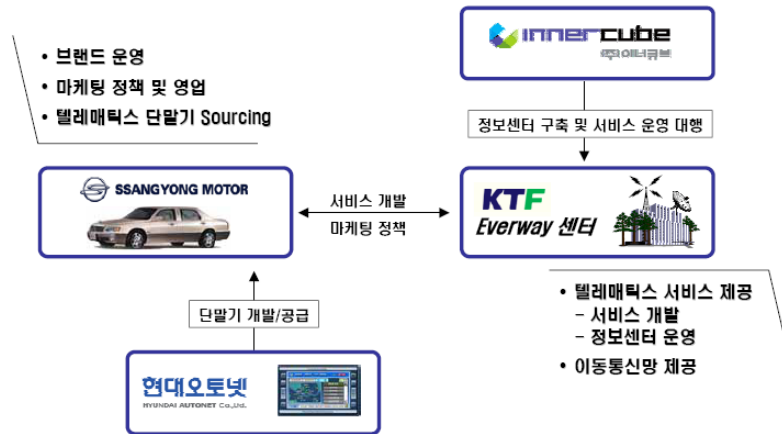 innercube
㈜이너큐브
• 브랜드 운영
• 마케팅 정책 및 영업
• 텔레매틱스 단말기 Sourcing
정보센터 구축 및 서비스 운영 대행
SSANGYONG MOTOR
서비스 개발
마케팅 정책
KTF
Everway 센터
단말기 개발/공급
• 텔레매틱스 서비스 제공
– 서비스 개발
– 정보센터 운영
• 이동통신망 제공
현대오토넷
HYUNDAI AUTONET Co.,Ltd.